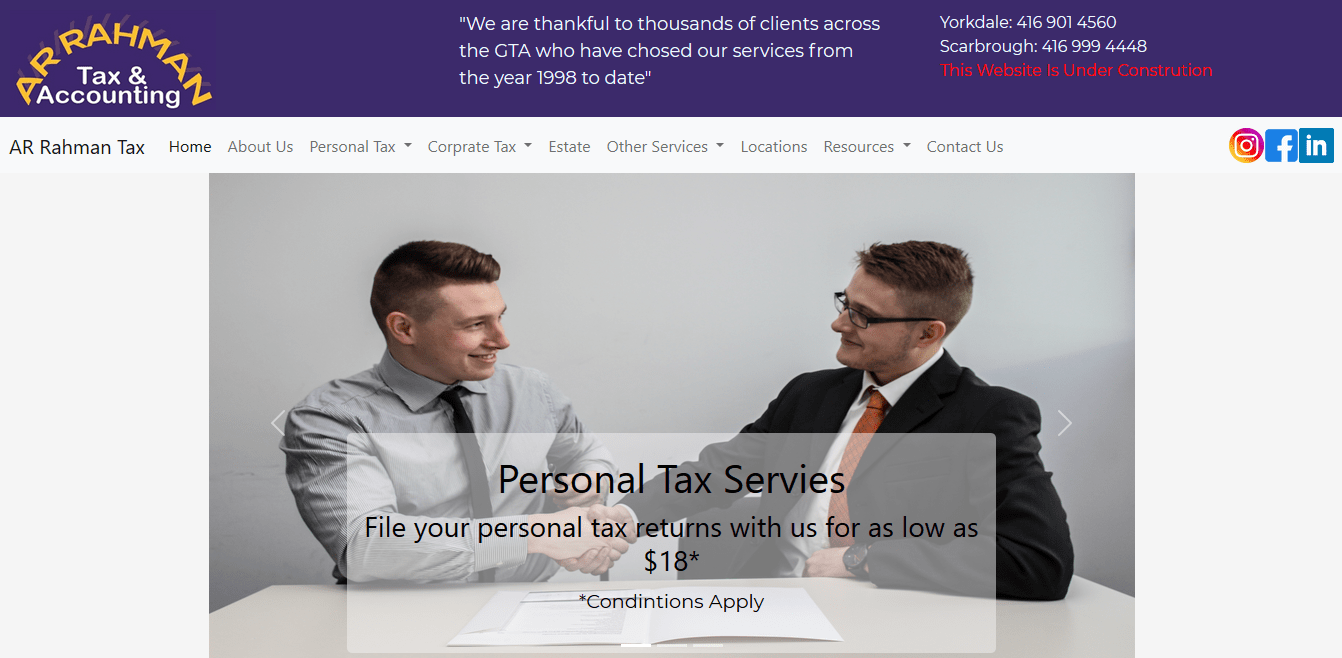 AR RAHMAN
Tax &
Accounting
"We are thankful to thousands of clients across
the GTA who have chosed our services from
the year 1998 to date"
Yorkdale: 416 901 4560
Scarbrough: 416 999 4448
This Website Is Under Constrution
AR Rahman Tax Home About Us Personal Tax Corprate Tax Estate Other Services Locations Resources Contact Us
in
Personal Tax Servies
File your personal tax returns with us for as low as
$18*
*Condintions Apply